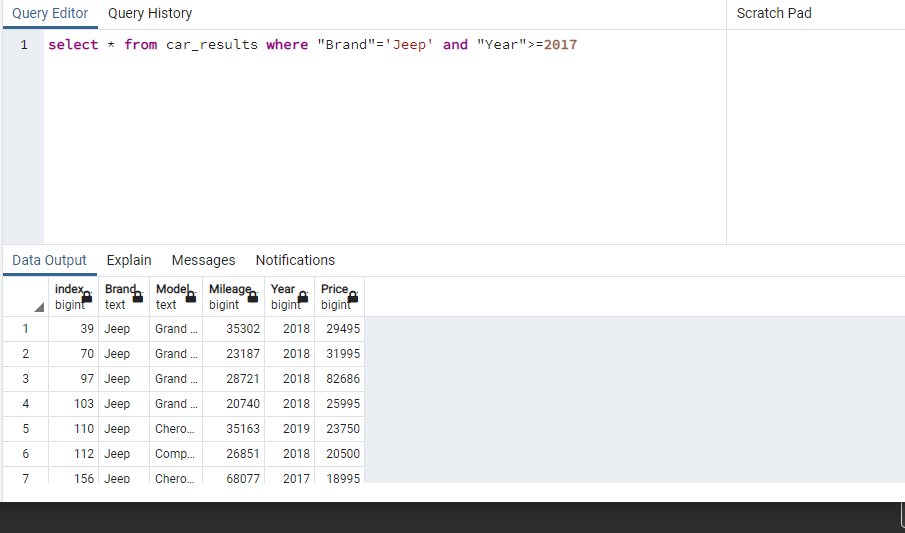 Query Editor Query History Scratch Pad
1 select * from car_results where "Brand"='Jeep' and "Year">=2017
Data Output Explain Messages Notifications
index Brand Model Mileage Year Price
bigint text text bigint bigint bigint
1 39 Jeep Grand ... 35302 2018 29495
2 70 Jeep Grand ... 23187 2018 31995
3 97 Jeep Grand ... 28721 2018 82686
4 103 Jeep Grand ... 20740 2018 25995
5 110 Jeep Chero... 35163 2019 23750
6 112 Jeep Comp... 26851 2018 20500
7 156 Jeep Chero... 68077 2017 18995